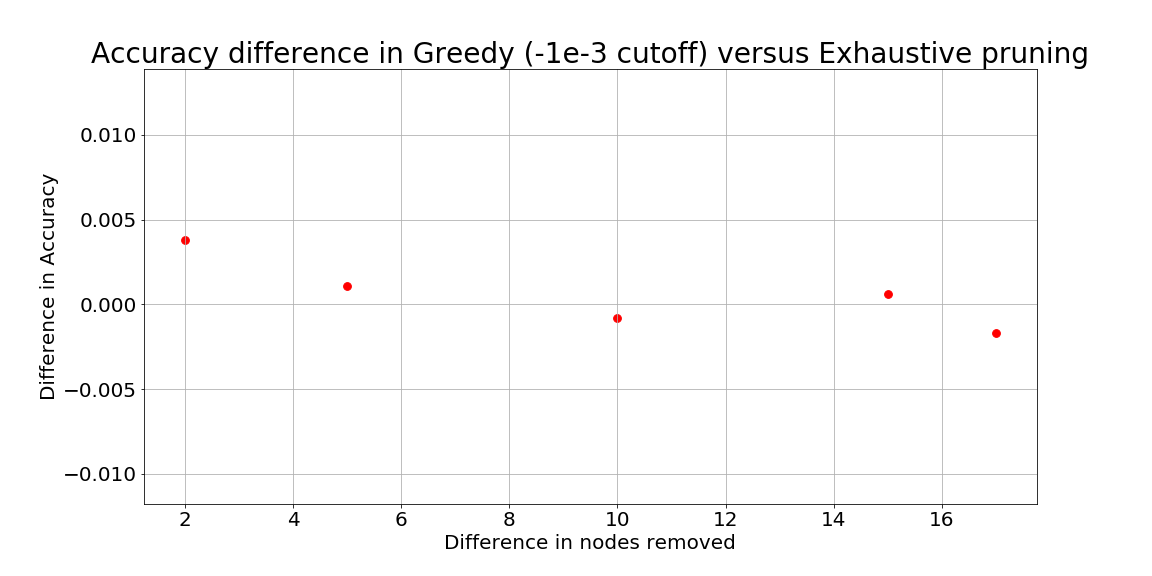 Accuracy difference in Greedy (-1e-3 cutoff) versus Exhaustive pruning
Difference in Accuracy
0.010
0.005
0.000
−0.005
−0.010
2 4 6 8 10 12 14 16
Difference in nodes removed